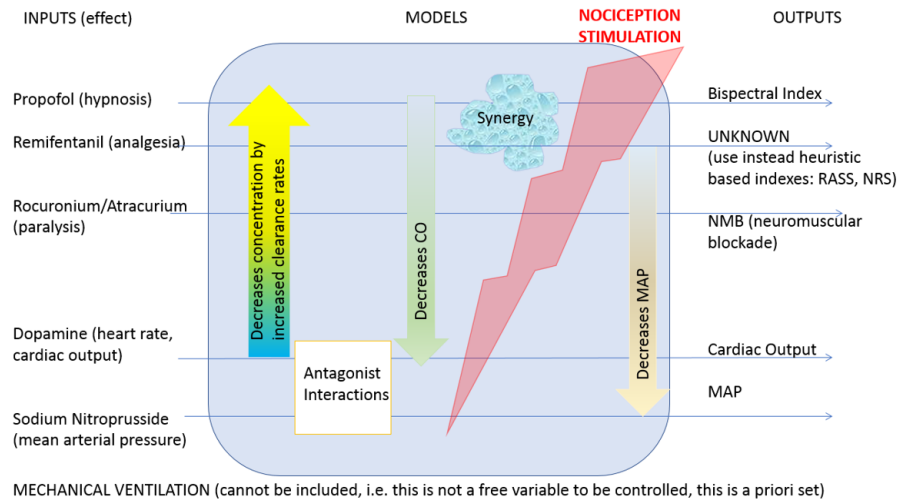 INPUTS (effect)
MODELS
NOCICEPTION
STIMULATION
OUTPUTS
Propofol (hypnosis)
Synergy
Bispectral Index
Remifentanil (analgesia)
UNKNOWN
(use instead heuristic
based indexes: RASS, NRS)
Rocuronium/Atracurium
(paralysis)
NMB (neuromuscular
blockade)
Decreases concentration by
increased clearance rates
Decreases CO
Decreases MAP
Dopamine (heart rate,
cardiac output)
Cardiac Output
Antagonist
Interactions
MAP
Sodium Nitroprusside
(mean arterial pressure)
MECHANICAL VENTILATION (cannot be included, i.e. this is not a free variable to be controlled, this is a priori set)